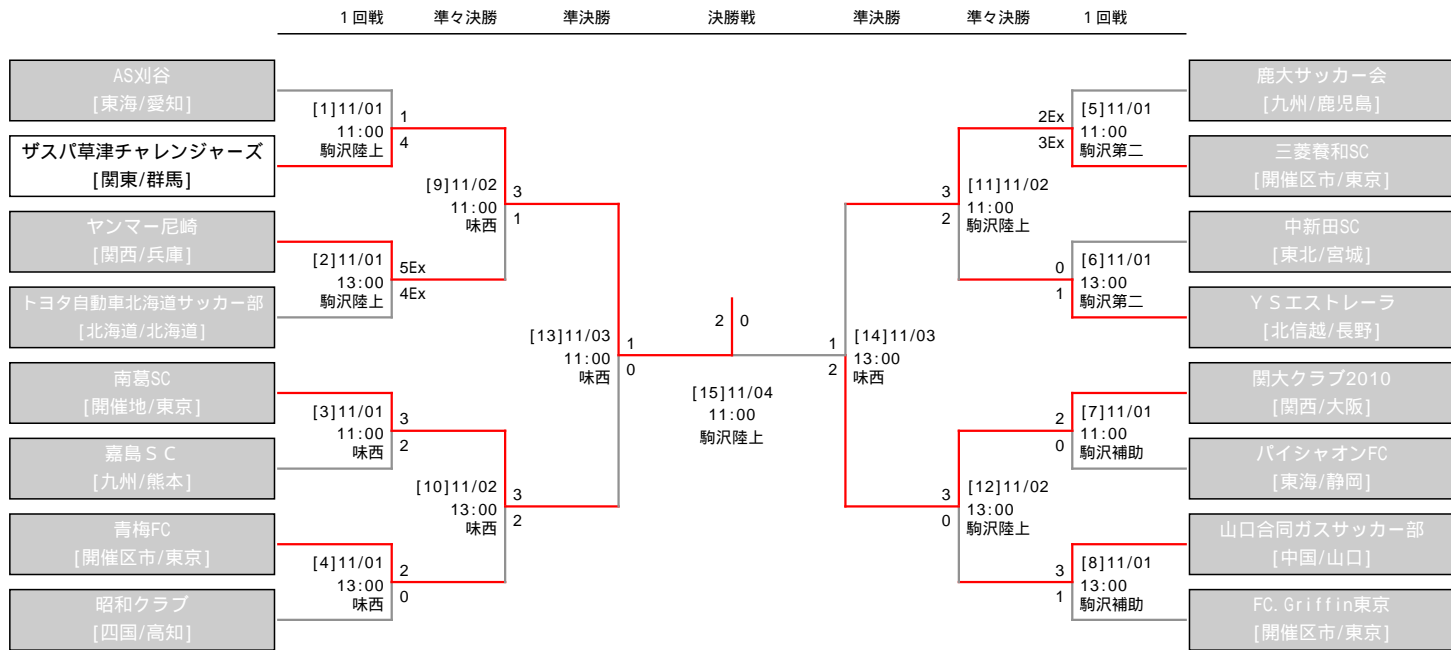 1回戦 準々決勝 準決勝 決勝戦 準決勝 準々決勝 1回戦
AS刈谷
[東海/愛知]
ザスパ草津チャレンジャーズ
[関東/群馬]
ヤンマー尼崎
[関西/兵庫]
トヨタ自動車北海道サッカー部
[北海道/北海道]
南葛SC
[開催地/東京]
嘉島ＳＣ
[九州/熊本]
青梅FC
[開催区市/東京]
昭和クラブ
[四国/高知]
[1]11/01
11:00
駒沢陸上
1
4
[2]11/01
13:00
駒沢陸上
5Ex
4Ex
[3]11/01
11:00
味西
3
2
[4]11/01
13:00
味西
2
0
[9]11/02
11:00
味西
3
1
[10]11/02
13:00
味西
3
2
[13]11/03
11:00
味西
1
0
2 0
[15]11/04
11:00
駒沢陸上
1
2
[14]11/03
13:00
味西
3
2
[11]11/02
11:00
駒沢陸上
3
0
[12]11/02
13:00
駒沢陸上
2Ex
3Ex
[5]11/01
11:00
駒沢第二
0
1
[6]11/01
13:00
駒沢第二
2
0
[7]11/01
11:00
駒沢補助
3
1
[8]11/01
13:00
駒沢補助
鹿大サッカー会
[九州/鹿児島]
三菱養和SC
[開催区市/東京]
中新田SC
[東北/宮城]
ＹＳエストレーラ
[北信越/長野]
関大クラブ2010
[関西/大阪]
パイシャオンFC
[東海/静岡]
山口合同ガスサッカー部
[中国/山口]
FC.Griffin東京
[開催区市/東京]